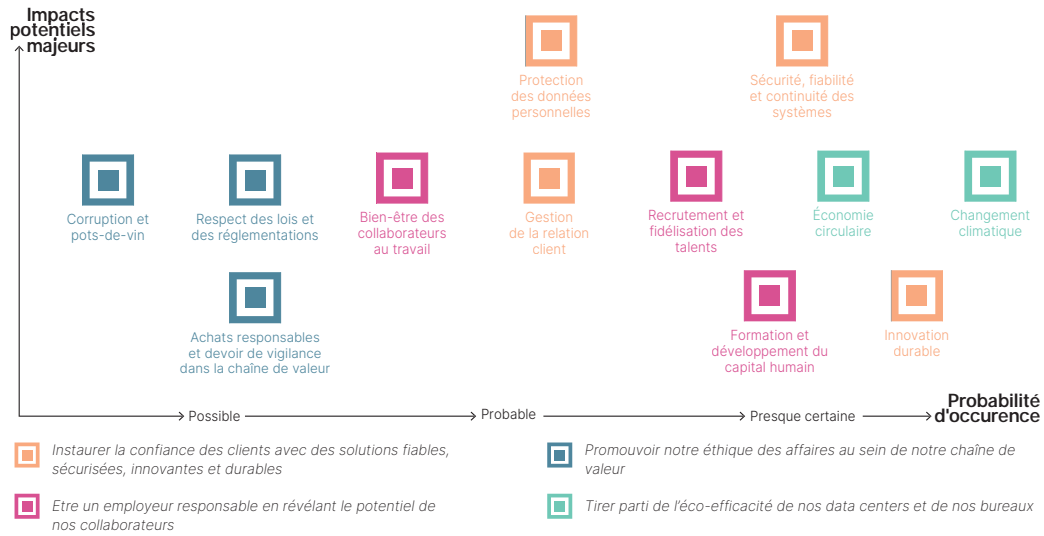 Impacts
potentiels
majeurs
Protection
des données
personnelles
Sécurité, fiabilité
et continuité des
systèmes
Corruption et
pots-de-vin
Respect des lois et
des réglementations
Bien-être des
collaborateurs
au travail
Gestion
de la relation
client
Recrutement et
fidélisation des
talents
Économie
circulaire
Changement
climatique
Achats responsables
et devoir de vigilance
dans la chaîne de valeur
Formation et
développement du
capital humain
Innovation
durable
Possible
Probable
Presque certaine
Probabilité
d'occurence
Instaurer la confiance des clients avec des solutions fiables,
sécurisées, innovantes et durables
Promouvoir notre éthique des affaires au sein de notre chaîne de
valeur
Etre un employeur responsable en révélant le potentiel de
nos collaborateurs
Tirer parti de l'éco-efficacité de nos data centers et de nos bureaux